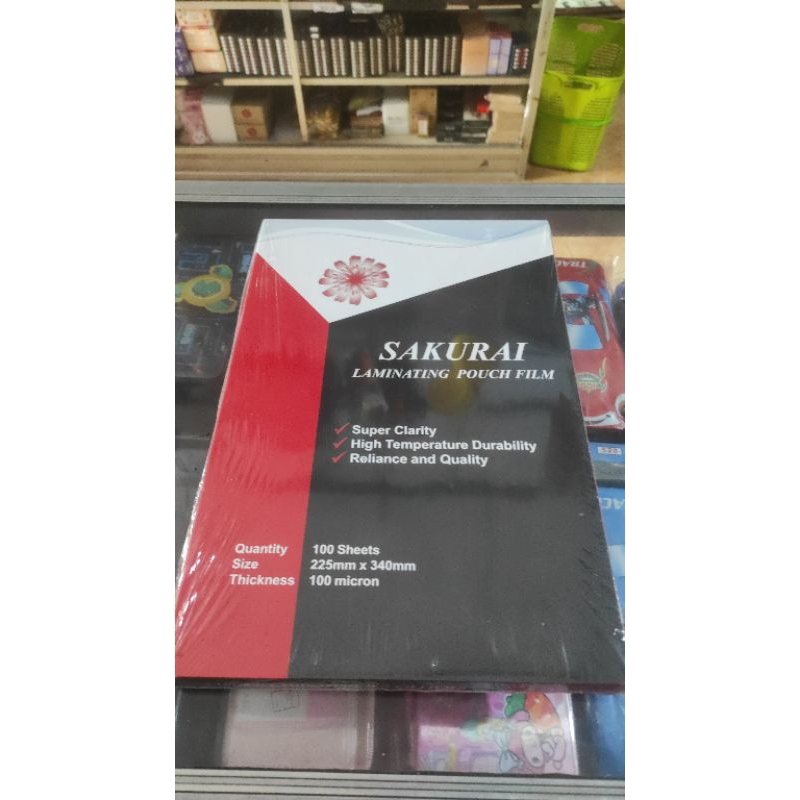 SAKURAI
LAMINATING POUCH FILM
Super Clarity
High Temperature Durability
Reliance and Quality
Quantity 100 Sheets
Size 225mm x 340mm
Thickness 100 micron